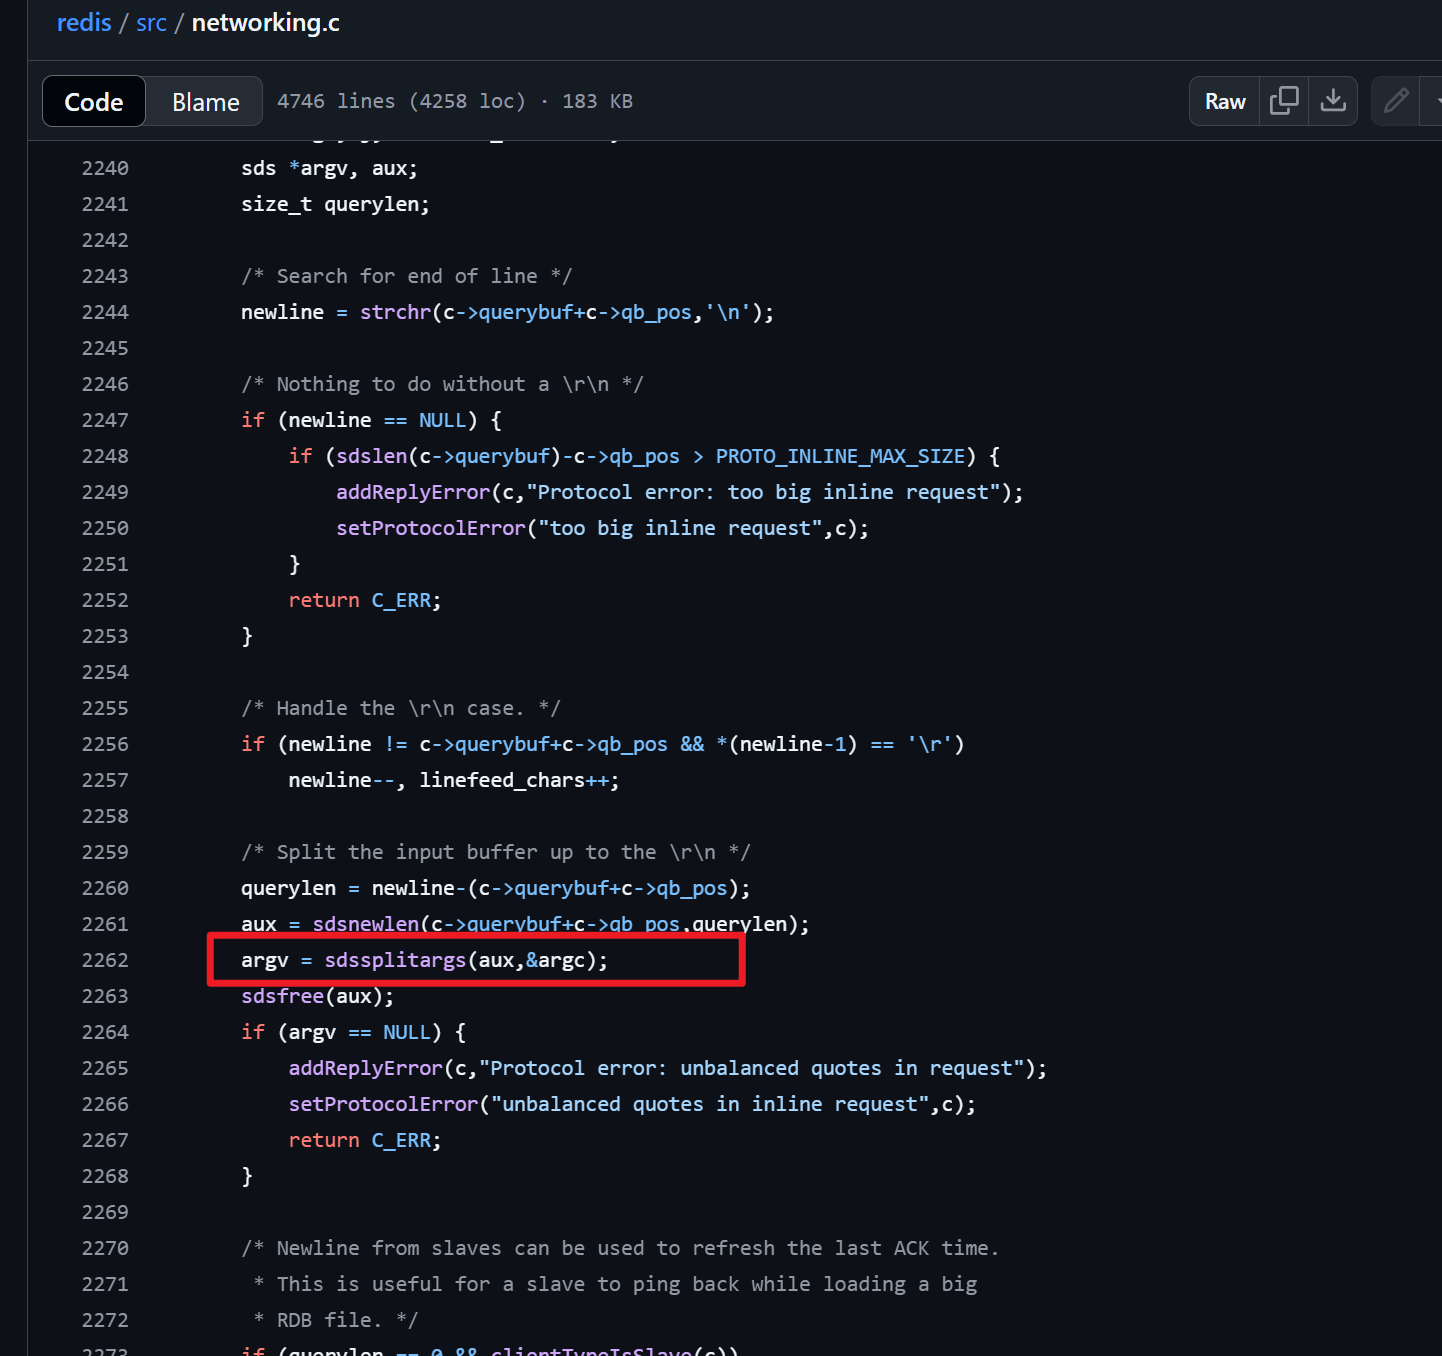 redis / src / networking.c
Code Blame 4746 lines (4258 loc) · 183 KB Raw
2240 sds *argv, aux;
2241 size_t querylen;
2242
2243 /* Search for end of line */
2244 newline = strchr(c->querybuf+c->qb_pos,'\n');
2245
2246 /* Nothing to do without a \r\n */
2247 if (newline == NULL) {
2248 if (sdslen(c->querybuf)-c->qb_pos > PROTO_INLINE_MAX_SIZE) {
2249 addReplyError(c,"Protocol error: too big inline request");
2250 setProtocolError("too big inline request",c);
2251 }
2252 return C_ERR;
2253 }
2254
2255 /* Handle the \r\n case. */
2256 if (newline != c->querybuf+c->qb_pos && *(newline-1) == '\r')
2257 newline--, linefeed_chars++;
2258
2259 /* Split the input buffer up to the \r\n */
2260 querylen = newline-(c->querybuf+c->qb_pos);
2261 aux = sdsnewlen(c->querybuf+c->qb_pos,querylen);
2262 argv = sdssplitargs(aux,&argc);
2263 sdsfree(aux);
2264 if (argv == NULL) {
2265 addReplyError(c,"Protocol error: unbalanced quotes in request");
2266 setProtocolError("unbalanced quotes in inline request",c);
2267 return C_ERR;
2268 }
2269
2270 /* Newline from slaves can be used to refresh the last ACK time.
2271 * This is useful for a slave to ping back while loading a big
2272 * RDB file. */
2273 if (querylen == 0 && clientTypeIsSlave(c))